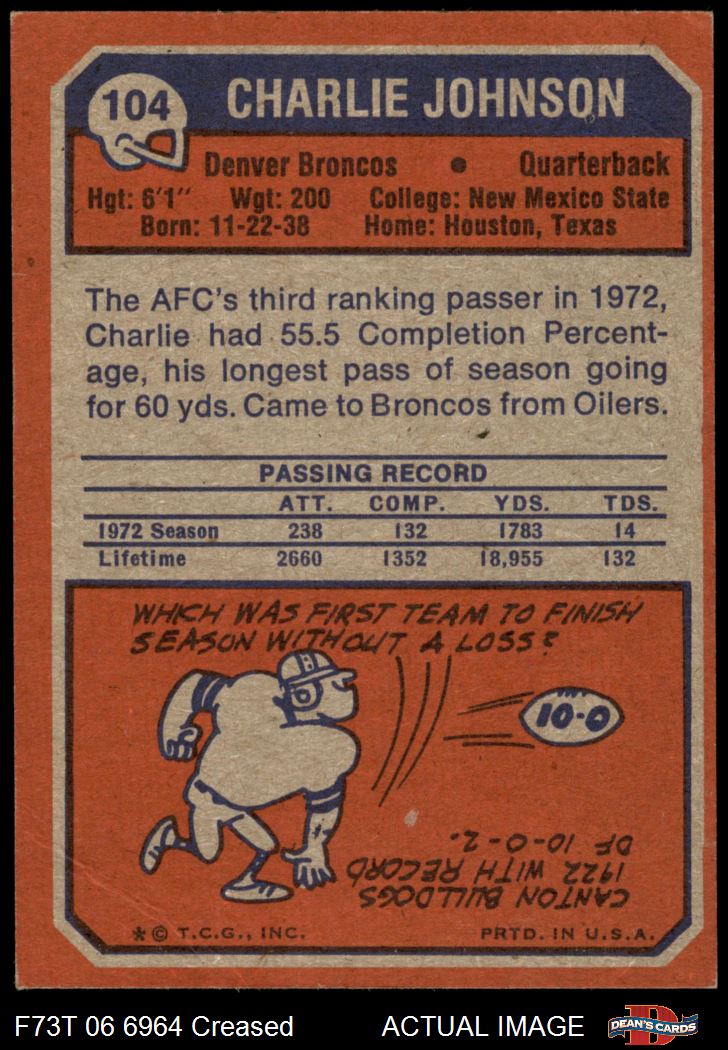 104
CHARLIE JOHNSON
Denver Broncos • Quarterback
Hgt: 6'1" Wgt: 200 College: New Mexico State
Born: 11-22-38 Home: Houston, Texas
The AFC's third ranking passer in 1972,
Charlie had 55.5 Completion Percent-
age, his longest pass of season going
for 60 yds. Came to Broncos from Oilers.
PASSING RECORD
ATT. COMP. YDS. TDS.
1972 Season 238 132 1783 14
Lifetime 2660 1352 18,955 132
WHICH WAS FIRST TEAM TO FINISH
SEASON WITHOUT A LOSS?
10-0
CANTON BULLDOGS
1922 WITH RECORD
OF 10-0-2.
* © T.C.G., INC. PRTD. IN U.S.A.
F73T 06 6964 Creased ACTUAL IMAGE
D
DEAN'S CARDS